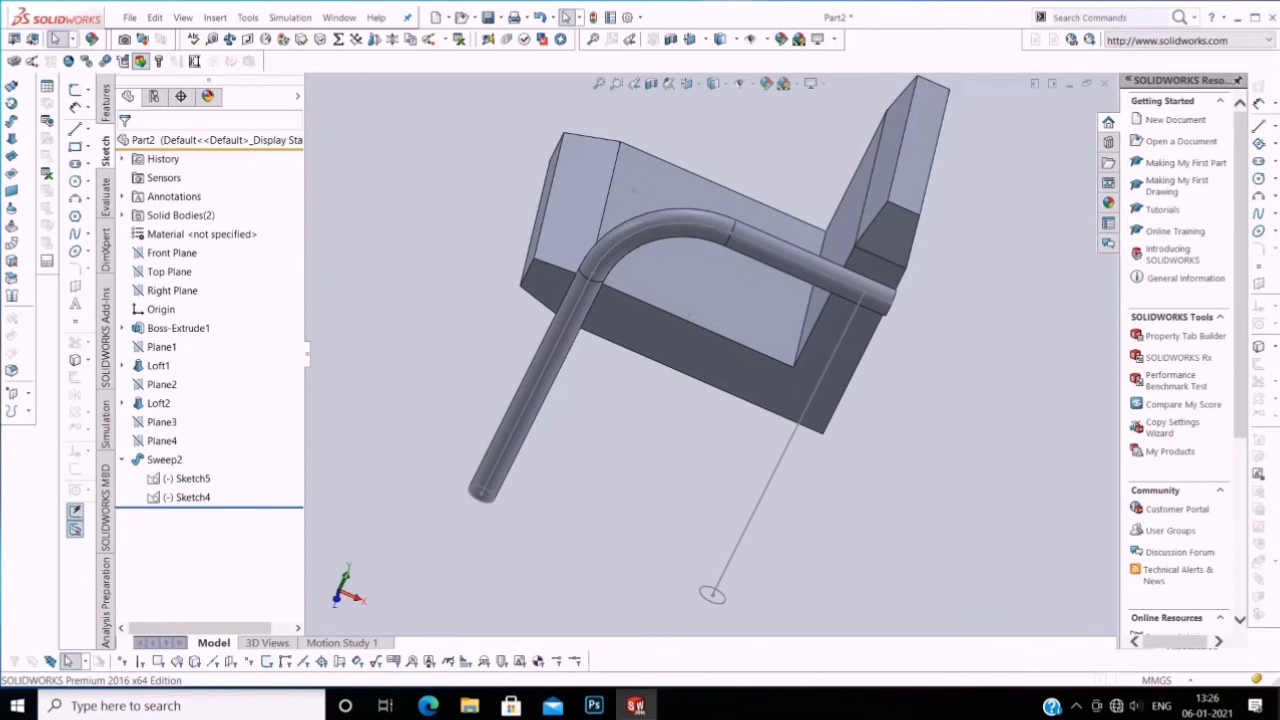 SOLIDWORKS File Edit View Insert Tools Simulation Window Help Part2 * Search Commands
http://www.solidworks.com
Features
Sketch
Evaluate
DimXpert
SOLIDWORKS Add-Ins
Simulation
SOLIDWORKS MBD
Analysis Preparation
Part2 (Default<<Default>_Display Sta
History
Sensors
Annotations
Solid Bodies(2)
Material <not specified>
Front Plane
Top Plane
Right Plane
Origin
Boss-Extrude1
Plane1
Loft1
Plane2
Loft2
Plane3
Plane4
Sweep2
(-) Sketch5
(-) Sketch4
Y
X
Z
SOLIDWORKS Reso...
Getting Started
New Document
Open a Document
Making My First Part
Making My First
Drawing
Tutorials
Online Training
Introducing
SOLIDWORKS
General Information
SOLIDWORKS Tools
Property Tab Builder
SOLIDWORKS Rx
Performance
Benchmark Test
Compare My Score
Copy Settings
Wizard
My Products
Community
Customer Portal
User Groups
Discussion Forum
Technical Alerts &
News
Online Resources
Model 3D Views Motion Study 1
SOLIDWORKS Premium 2016 x64 Edition MMGS
Type here to search
Ps
SW
ENG
13:26
06-01-2021